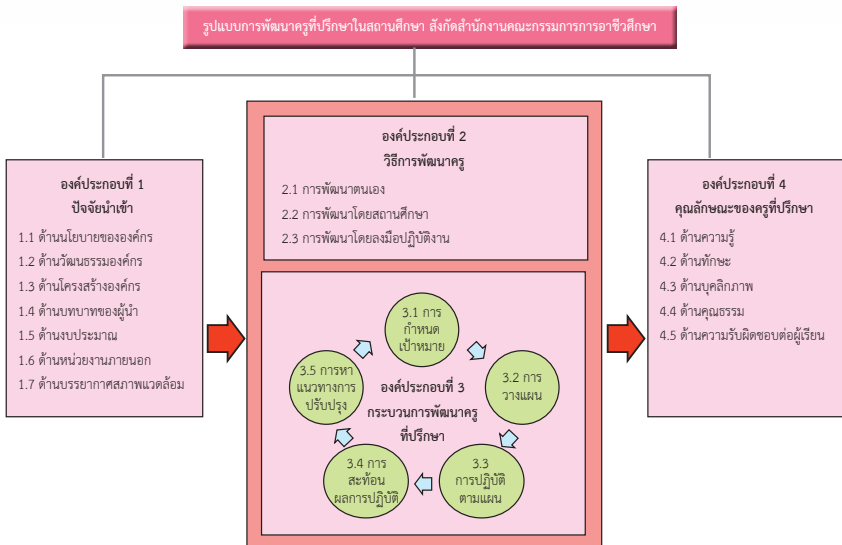 รูปแบบการพัฒนาครูที่ปรึกษาในสถานศึกษา สังกัดสำนักงานคณะกรรมการการอาชีวศึกษา
องค์ประกอบที่ 1
ปัจจัยนำเข้า
1.1 ด้านนโยบายขององค์กร
1.2 ด้านวัฒนธรรมองค์กร
1.3 ด้านโครงสร้างองค์กร
1.4 ด้านบทบาทของผู้นำ
1.5 ด้านงบประมาณ
1.6 ด้านหน่วยงานภายนอก
1.7 ด้านบรรยากาศสภาพแวดล้อม
องค์ประกอบที่ 2
วิธีการพัฒนาครู
2.1 การพัฒนาตนเอง
2.2 การพัฒนาโดยสถานศึกษา
2.3 การพัฒนาโดยลงมือปฏิบัติงาน
องค์ประกอบที่ 3
กระบวนการพัฒนาครู
ที่ปรึกษา
3.1 การ
กำหนด
เป้าหมาย
3.2 การ
วางแผน
3.3
การปฏิบัติ
ตามแผน
3.4 การ
สะท้อน
ผลการปฏิบัติ
3.5 การหา
แนวทางการ
ปรับปรุง
องค์ประกอบที่ 4
คุณลักษณะของครูที่ปรึกษา
4.1 ด้านความรู้
4.2 ด้านทักษะ
4.3 ด้านบุคลิกภาพ
4.4 ด้านคุณธรรม
4.5 ด้านความรับผิดชอบต่อผู้เรียน